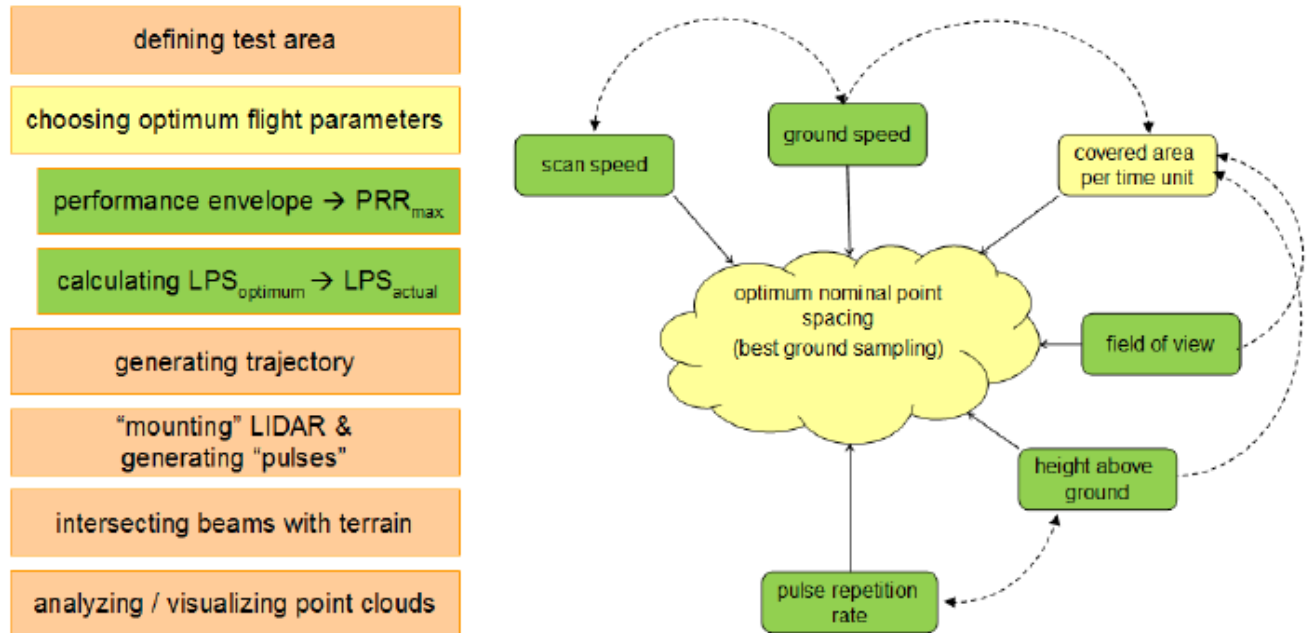 defining test area
choosing optimum flight parameters
performance envelope → PRRmax
calculating LPSoptimum → LPSactual
generating trajectory
“mounting” LIDAR &
generating “pulses”
intersecting beams with terrain
analyzing / visualizing point clouds
scan speed
ground speed
covered area
per time unit
optimum nominal point
spacing
(best ground sampling)
field of view
height above
ground
pulse repetition
rate